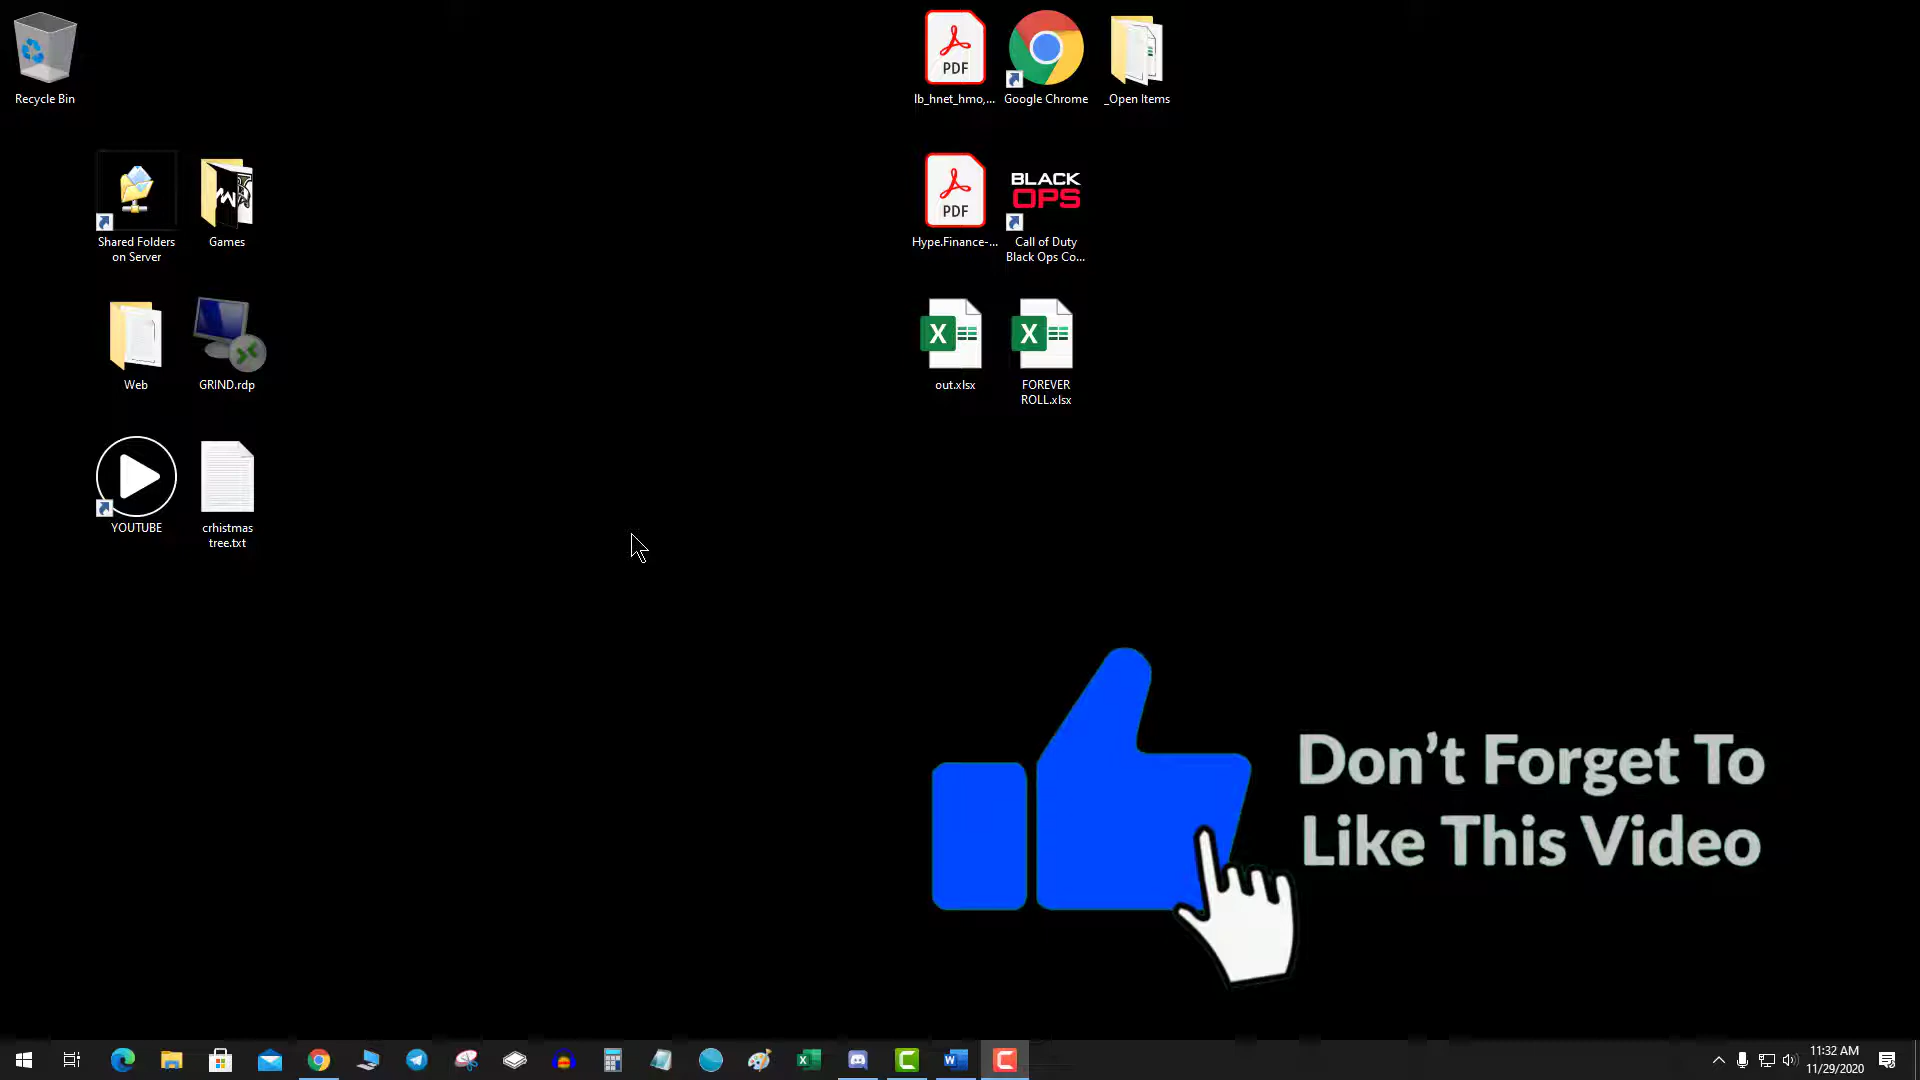 Recycle Bin
PDF
lb_hnet_hmo,...
Google Chrome
_Open Items
Shared Folders
on Server
Games
PDF
Hype.Finance-...
BLACK
OPS
Call of Duty
Black Ops Co...
Web
GRIND.rdp
X
out.xlsx
X
FOREVER
ROLL.xlsx
YOUTUBE
crhistmas
tree.txt
Don't Forget To
Like This Video
11:32 AM
11/29/2020